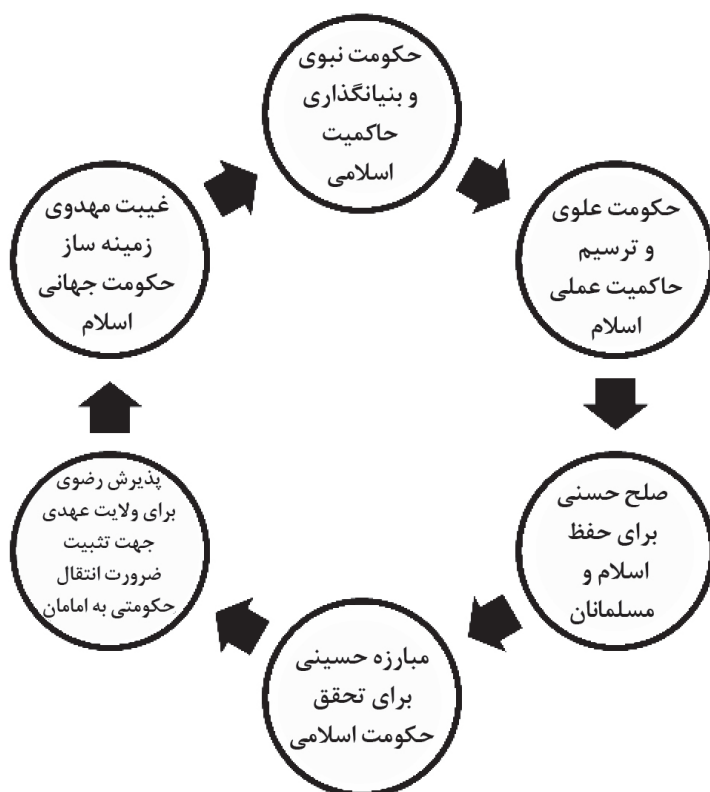 حکومت نبوی
و بنیانگذاری
حاکمیت
اسلامی
حکومت علوی
و ترسیم
حاکمیت عملی
اسلام
صلح حسنی
برای حفظ
اسلام و
مسلمانان
مبارزه حسینی
برای تحقق
حکومت اسلامی
پذیرش رضوی
برای ولایت عهدی
جهت تثبیت
ضرورت انتقال
حکومتی به امامان
غیبت مهدوی
زمینه ساز
حکومت جهانی
اسلام